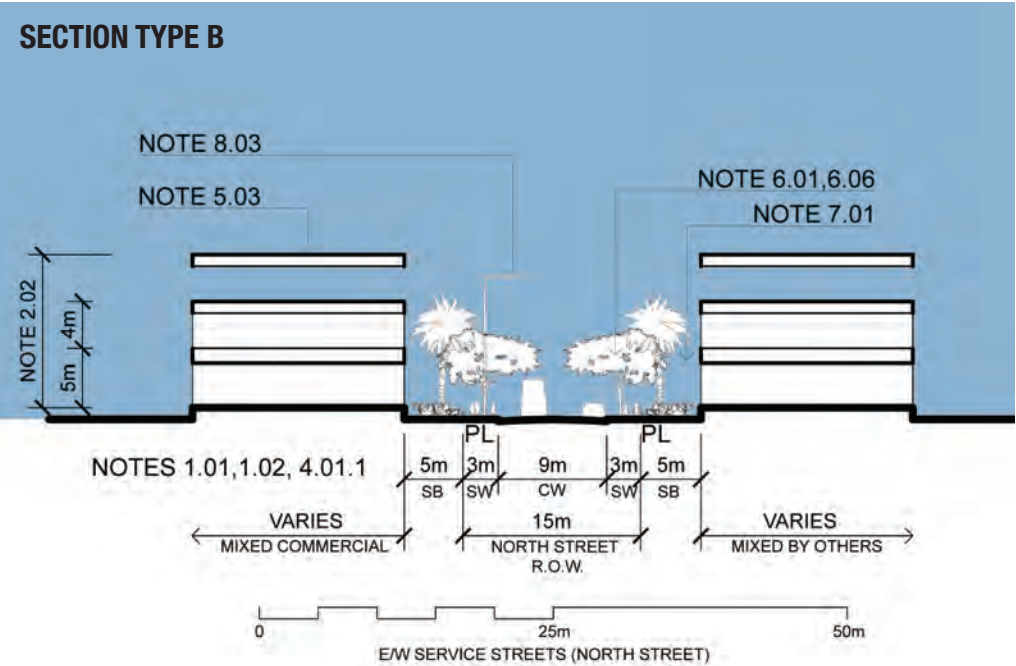 SECTION TYPE B
NOTE 8.03
NOTE 5.03
NOTE 6.01,6.06
NOTE 7.01
NOTE 2.02
4m
5m
PL
PL
NOTES 1.01,1.02, 4.01.1
5m
3m
9m
3m
5m
SB
SW
CW
SW
SB
VARIES
15m
VARIES
MIXED COMMERCIAL
NORTH STREET
MIXED BY OTHERS
R.O.W.
0
25m
50m
E/W SERVICE STREETS (NORTH STREET)